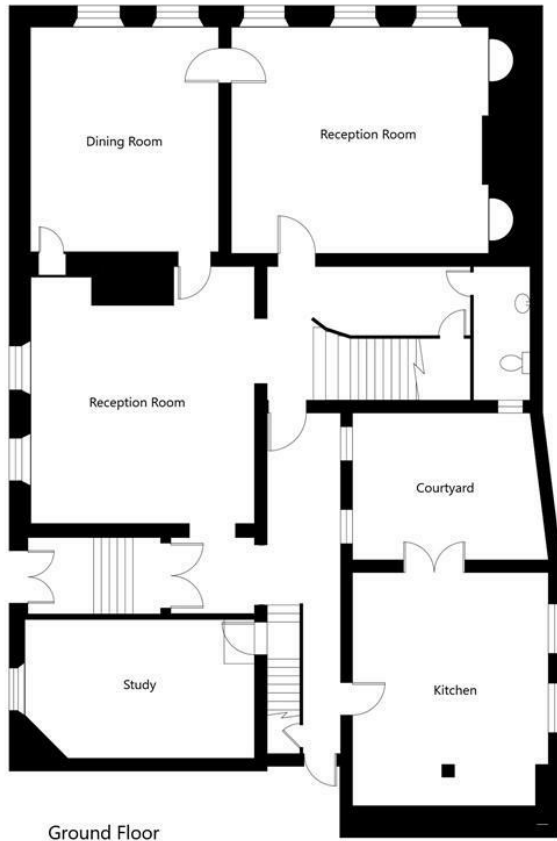 Dining Room
Reception Room
Reception Room
Courtyard
Study
Kitchen
Ground Floor